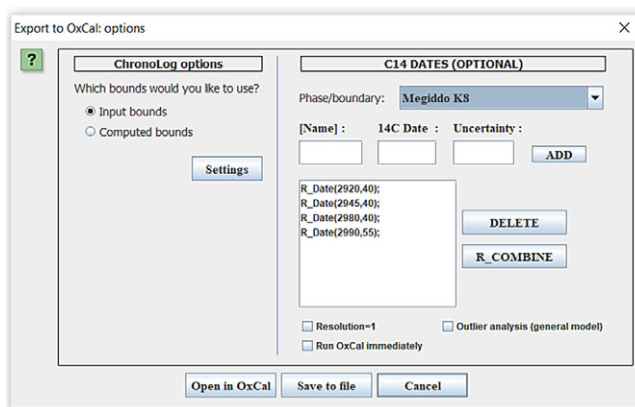 Export to OxCal: options
?
ChronoLog options
Which bounds would you like to use?
Input bounds
Computed bounds
Settings
C14 DATES (OPTIONAL)
Phase/boundary: Megiddo K8
[Name] : 14C Date : Uncertainty :
ADD
R_Date(2920,40);
R_Date(2945,40);
R_Date(2980,40);
R_Date(2990,55);
DELETE
R_COMBINE
Resolution=1 Outlier analysis (general model)
Run OxCal immediately
Open in OxCal Save to file Cancel